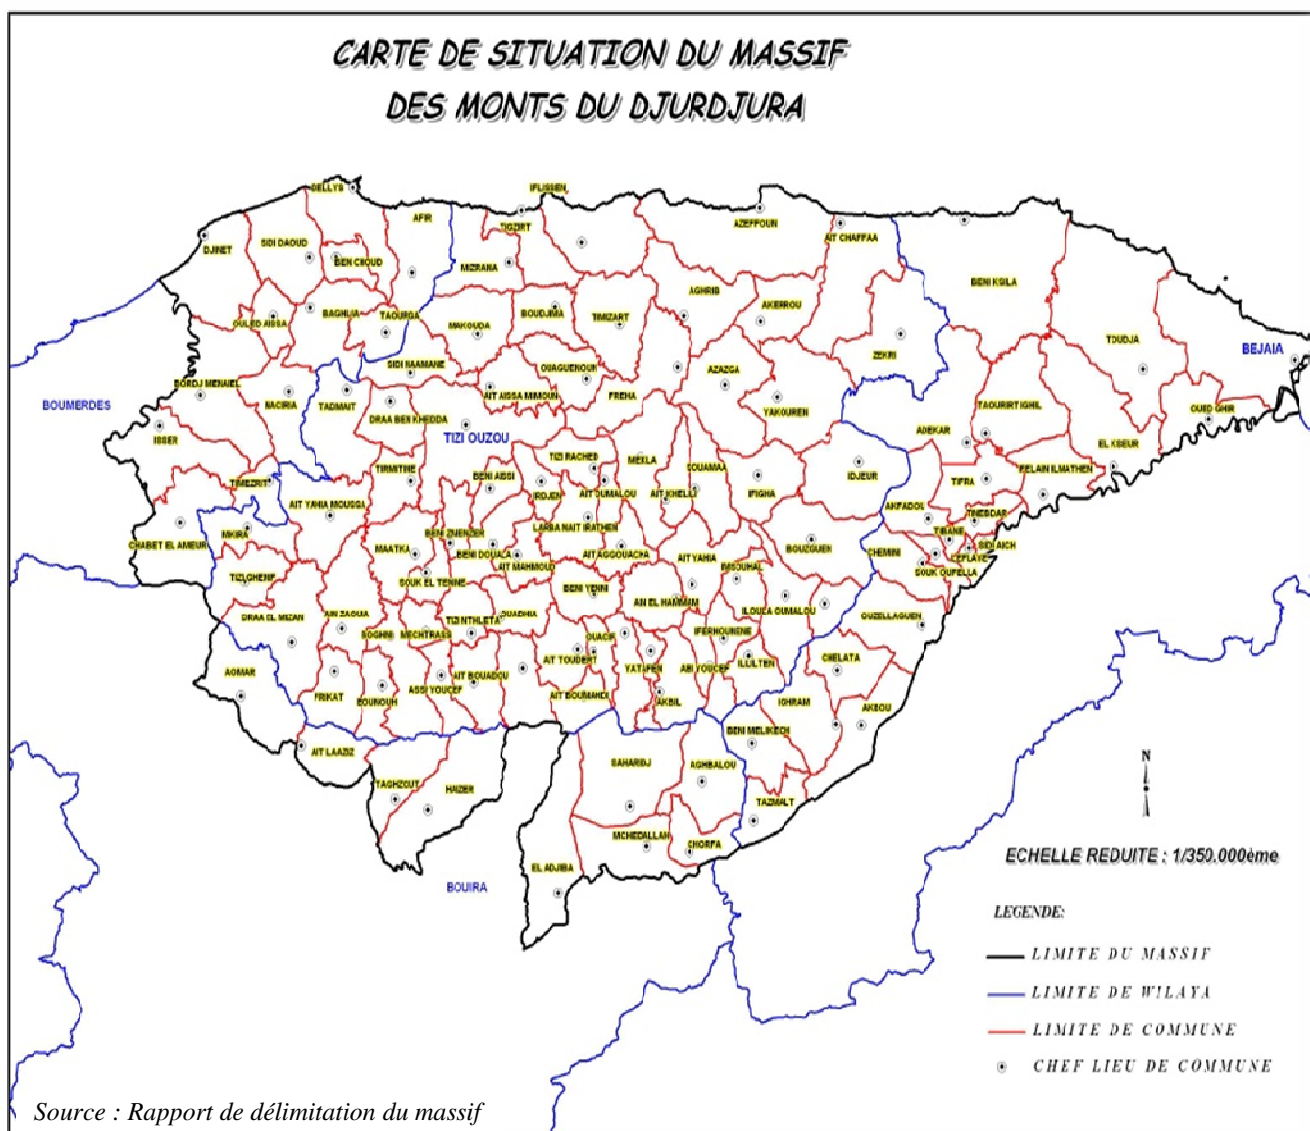 CARTE DE SITUATION DU MASSIF
DES MONTS DU DJURDJURA
DELLYS
IFLISSEN
AFIR
TIGZIRT
AZEFFOUN
AIT CHAFFAA
DJINET
SIDI DAOUD
BEN CHOUD
MIZRANA
BENI KSILA
AGHRIB
AKERROU
OULED AISSA
BAGHLIA
TAOURGA
MAKOUDA
BOUDJIMA
TIMIZART
ZEKRI
TOUDJA
BEJAIA
SIDI NAAMANE
OUAGUENOUN
BORDJ MENAIEL
BOUMERDES
NACIRIA
TADMAIT
DRAA BEN KHEDDA
AIT AISSA MIMOUN
FREHA
AZAZGA
YAKOUREN
TAOURIRT IGHIL
OUED GHIR
ISSER
TIZI OUZOU
ADEKAR
EL KSEUR
TIZI RACHED
MEKLA
SOUAMAA
IDJEUR
TIMEZRIT
TIRMITINE
BENI AISSI
IRDJEN
AIT OUMALOU
AIT KHELILI
IFIGHA
TIFRA
FELAIN ILMATHEN
AIT YAHIA MOUSSA
AKFADOU
TINEBDAR
CHABET EL AMEUR
MKIRA
MAATKA
BENI ZMENZER
BENI DOUALA
LARBA NAIT IRATHEN
AIT AGGOUACHA
AIT MAHMOUD
AIT YAHIA
BOUZGUEN
CHEMINI
TIBANE
SIDI AICH
LEFLAYE
SOUK OUFELLA
TIZI GHENIF
SOUK EL TENINE
BENI YENNI
AIN EL HAMMAM
IMSOUHAL
ILOULA OUMALOU
OUZELLAGUEN
DRAA EL MIZAN
AIN ZAOUIA
BOGHNI
MECHTRASS
TIZI NTHLETA
OUADHIA
OUACIF
IFERHOUNENE
AOMAR
FRIKAT
BOUNOUH
ASSI YOUCEF
AIT BOUADOU
AIT TOUDERT
AIT BOUMAHDI
YATAFEN
AKBIL
ABI YOUCEF
ILLILTEN
CHELATA
IGHRAM
AKBOU
AIT LAAZIZ
BENI MELIKECH
TAGHZOUT
HAIZER
SAHARIDJ
AGHBALOU
TAZMALT
MCHEDALLAH
CHORFA
EL ADJIBA
BOUIRA
N
ECHELLE REDUITE : 1/350.000ème
LEGENDE:
LIMITE DU MASSIF
LIMITE DE WILAYA
LIMITE DE COMMUNE
CHEF LIEU DE COMMUNE
Source : Rapport de délimitation du massif